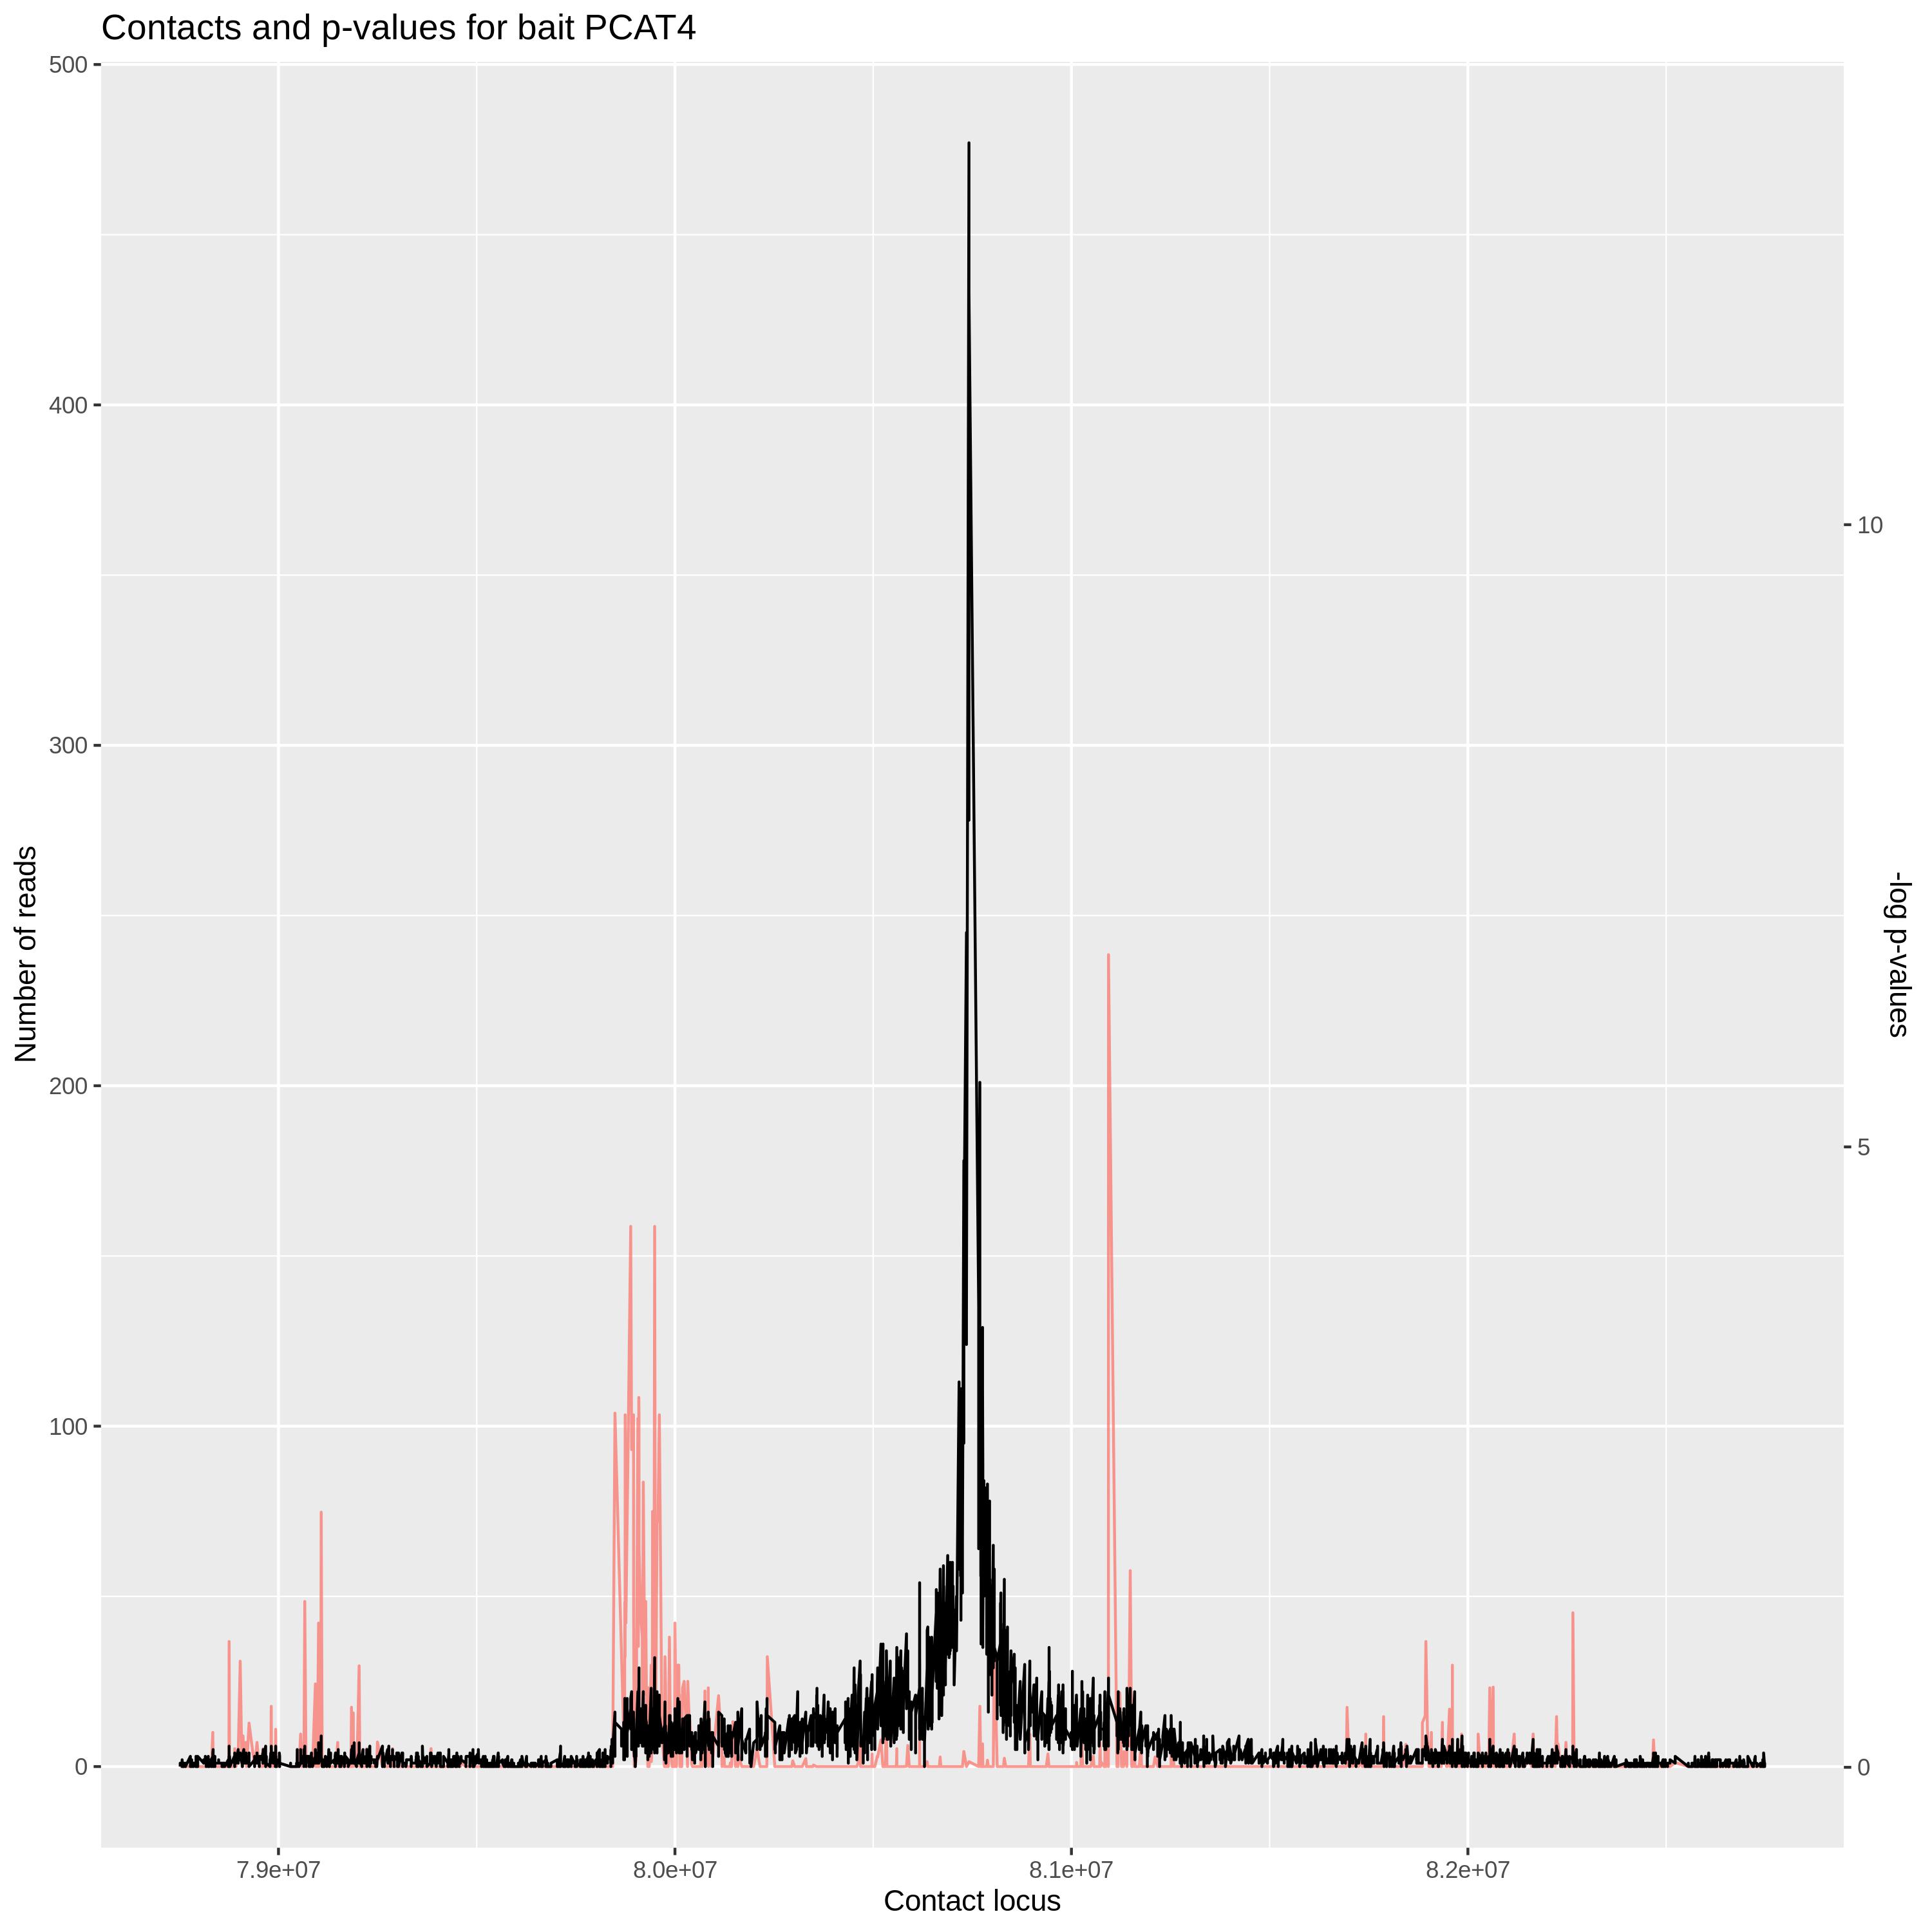 Contacts and p-values for bait PCAT4
500
400
300
200
100
0
Number of reads
10
5
0
-log p-values
7.9e+07
8.0e+07
8.1e+07
8.2e+07
Contact locus